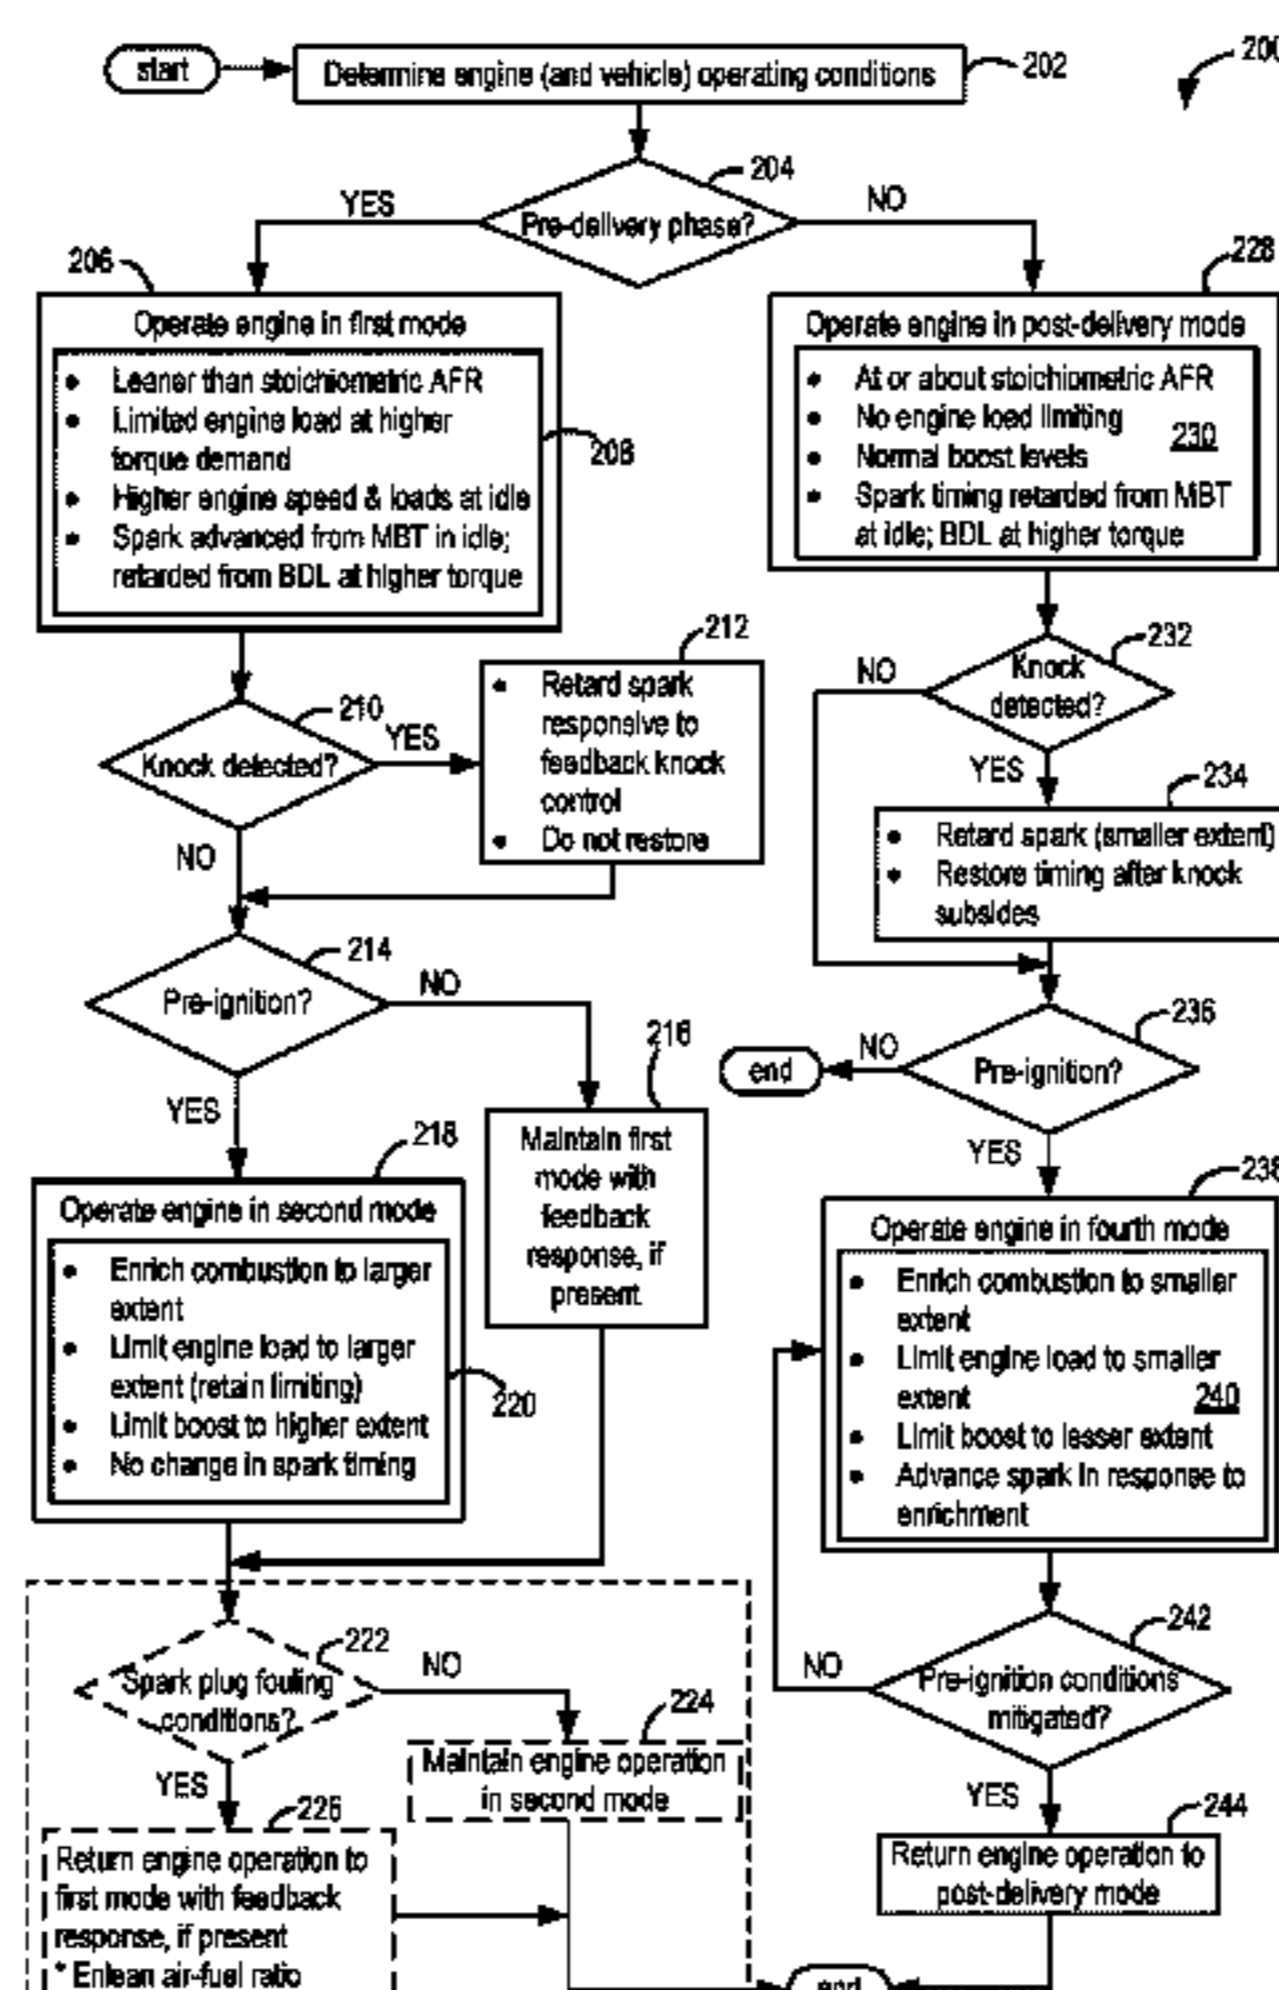 start
Determine engine (and vehicle) operating conditions
202
200
204
Pre-delivery phase?
YES
NO
206
Operate engine in first mode
• Leaner than stoichiometric AFR
• Limited engine load at higher
torque demand
• Higher engine speed & loads at idle
• Spark advanced from MBT in idle;
retarded from BDL at higher torque
208
228
Operate engine in post-delivery mode
• At or about stoichiometric AFR
• No engine load limiting
230
• Normal boost levels
• Spark timing retarded from MBT
at idle; BDL at higher torque
210
Knock detected?
YES
NO
212
• Retard spark
responsive to
feedback knock
control
• Do not restore
232
Knock
detected?
NO
YES
234
• Retard spark (smaller extent)
• Restore timing after knock
subsides
214
Pre-ignition?
NO
YES
216
Maintain first
mode with
feedback
response, if
present
236
Pre-ignition?
NO
end
YES
218
Operate engine in second mode
• Enrich combustion to larger
extent
• Limit engine load to larger
extent (retain limiting)
• Limit boost to higher extent
• No change in spark timing
220
238
Operate engine in fourth mode
• Enrich combustion to smaller
extent
• Limit engine load to smaller
extent
240
• Limit boost to lesser extent
• Advance spark in response to
enrichment
222
Spark plug fouling
conditions?
NO
YES
224
Maintain engine operation
in second mode
226
Return engine operation to
first mode with feedback
response, if present
* Enlean air-fuel ratio
242
Pre-ignition conditions
mitigated?
NO
YES
244
Return engine operation to
post-delivery mode
end